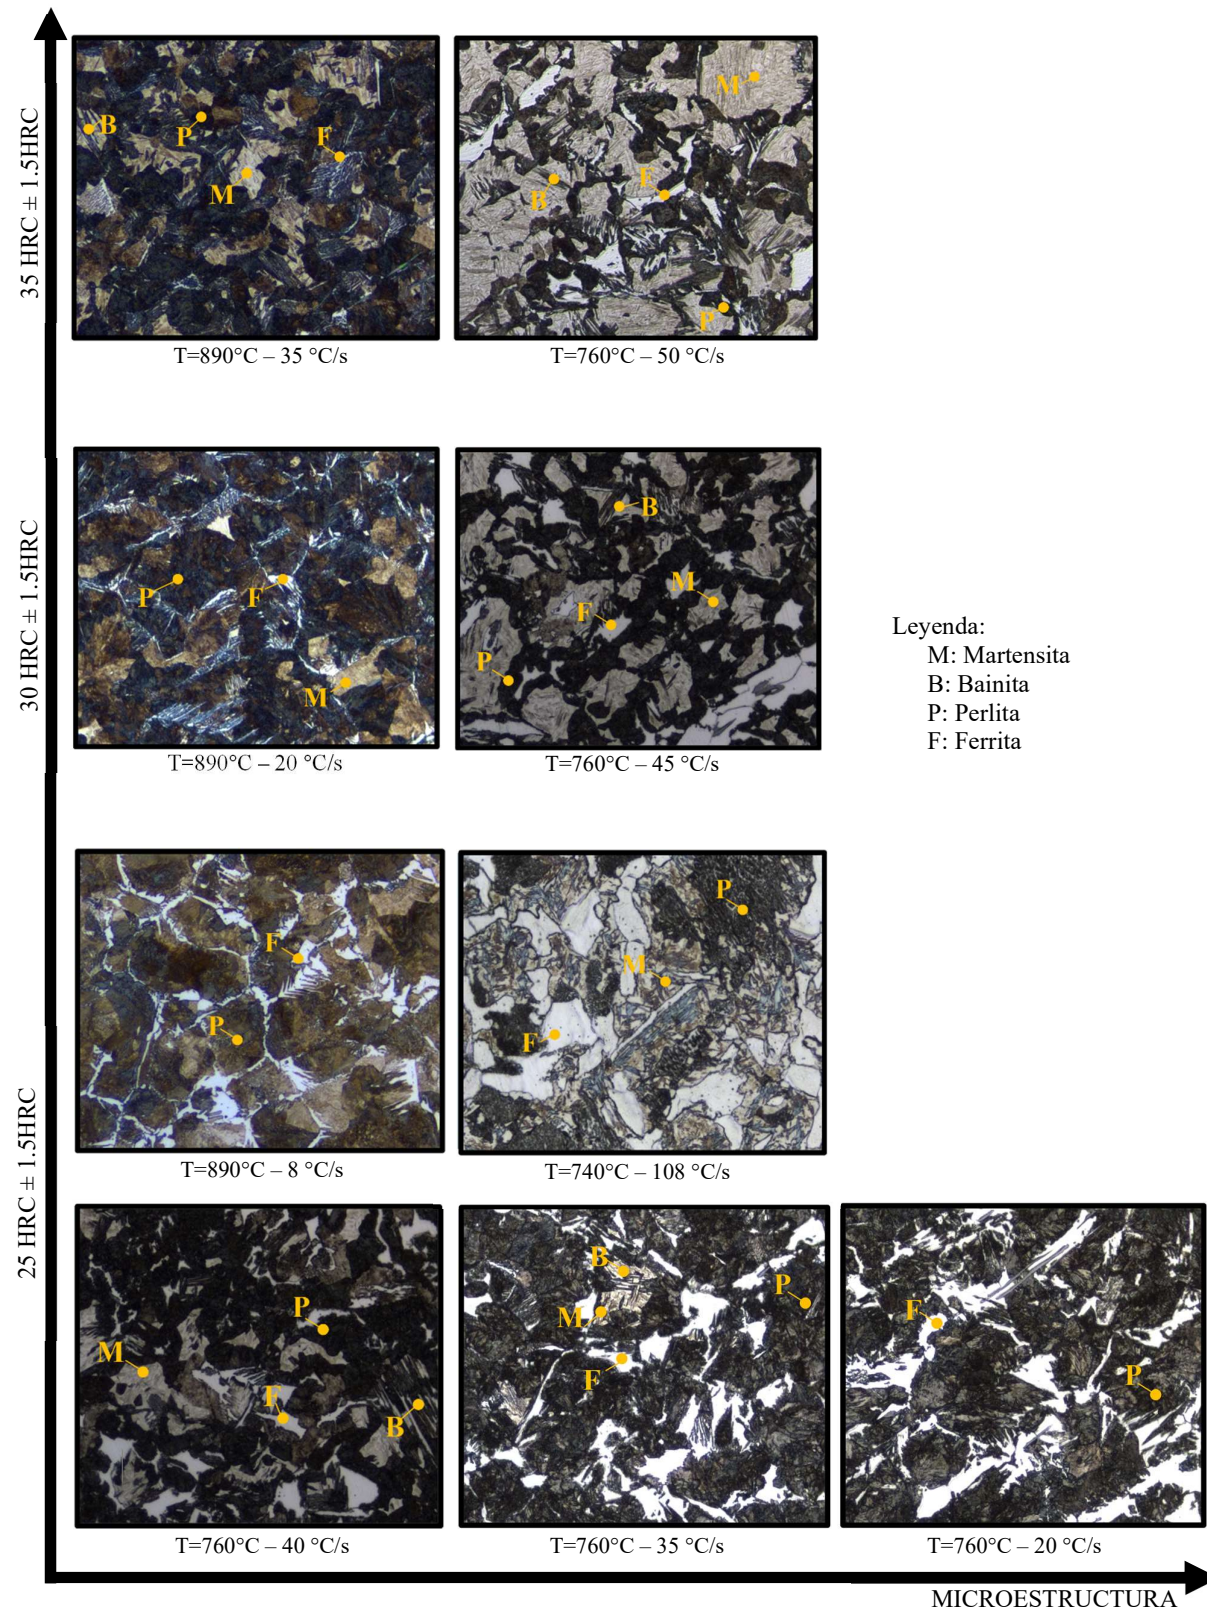 35 HRC ± 1.5HRC
B
P
F
M
M
B
F
P
T=890°C – 35 °C/s
T=760°C – 50 °C/s
30 HRC ± 1.5HRC
P
F
M
B
M
F
P
T=890°C – 20 °C/s
T=760°C – 45 °C/s
Leyenda:
M: Martensita
B: Bainita
P: Perlita
F: Ferrita
25 HRC ± 1.5HRC
F
P
P
M
F
T=890°C – 8 °C/s
T=740°C – 108 °C/s
P
M
F
B
B
P
M
F
F
P
T=760°C – 40 °C/s
T=760°C – 35 °C/s
T=760°C – 20 °C/s
MICROESTRUCTURA